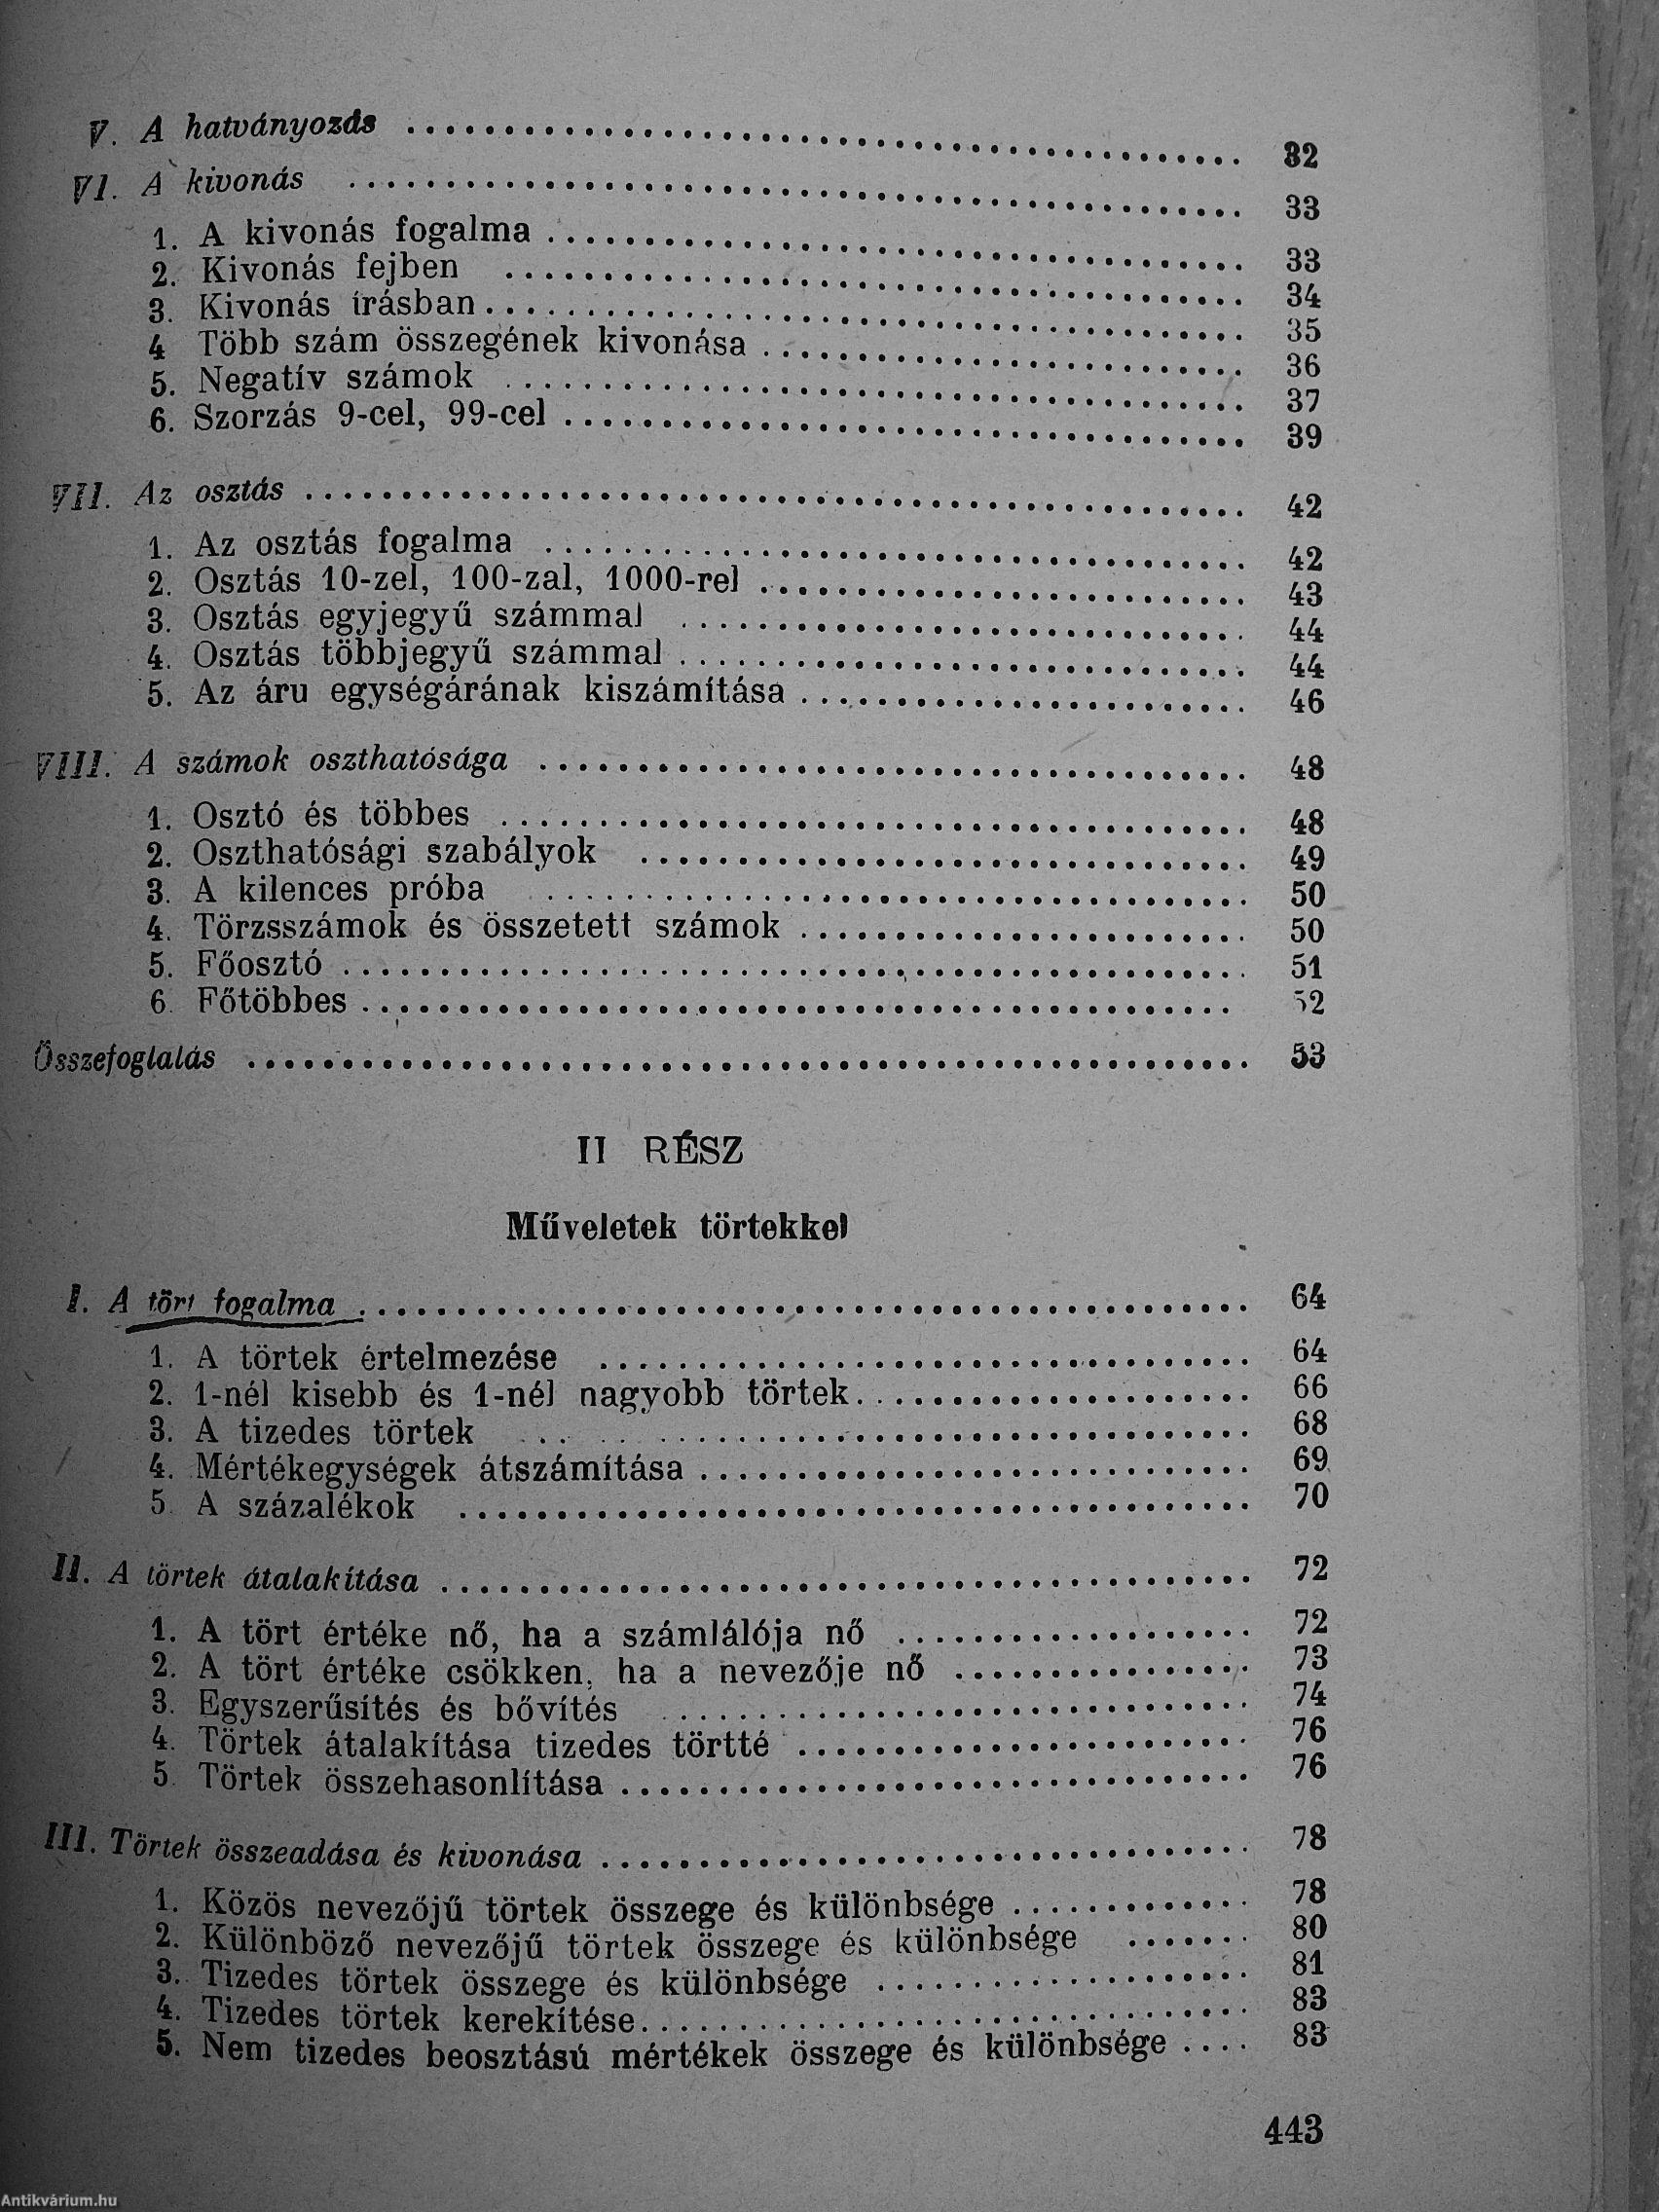 V. A hatványozás ........................................ 32
VI. A kivonás ........................................ 33
1. A kivonás fogalma ........................................ 33
2. Kivonás fejben ........................................ 34
3. Kivonás írásban ........................................ 35
4 Több szám összegének kivonása ........................................ 36
5. Negatív számok ........................................ 37
6. Szorzás 9-cel, 99-cel ........................................ 39
VII. Az osztás ........................................ 42
1. Az osztás fogalma ........................................ 42
2. Osztás 10-zel, 100-zal, 1000-rel ........................................ 43
3. Osztás egyjegyű számmal ........................................ 44
4. Osztás többjegyű számmal ........................................ 44
5. Az áru egységárának kiszámítása ........................................ 46
VIII. A számok oszthatósága ........................................ 48
1. Osztó és többes ........................................ 48
2. Oszthatósági szabályok ........................................ 49
3. A kilences próba ........................................ 50
4. Törzsszámok és összetett számok ........................................ 50
5. Főosztó ........................................ 51
6. Főtöbbes ........................................ 52
Összefoglalás ........................................ 53
II RÉSZ
Műveletek törtekkel
I. A tört fogalma ........................................ 64
1. A törtek értelmezése ........................................ 64
2. 1-nél kisebb és 1-nél nagyobb törtek ........................................ 66
3. A tizedes törtek ........................................ 68
4. Mértékegységek átszámítása ........................................ 69
5. A százalékok ........................................ 70
II. A törtek átalakítása ........................................ 72
1. A tört értéke nő, ha a számlálója nő ........................................ 72
2. A tört értéke csökken, ha a nevezője nő ........................................ 73
3. Egyszerűsítés és bővítés ........................................ 74
4. Törtek átalakítása tizedes törtté ........................................ 76
5. Törtek összehasonlítása ........................................ 76
III. Törtek összeadása és kivonása ........................................ 78
1. Közös nevezőjű törtek összege és különbsége ............. 78
2. Különböző nevezőjű törtek összege és különbsége ....... 80
3. Tizedes törtek összege és különbsége ................... 81
4. Tizedes törtek kerekítése ........................................ 83
5. Nem tizedes beosztású mértékek összege és különbsége .... 83
443
Antikvárium.hu